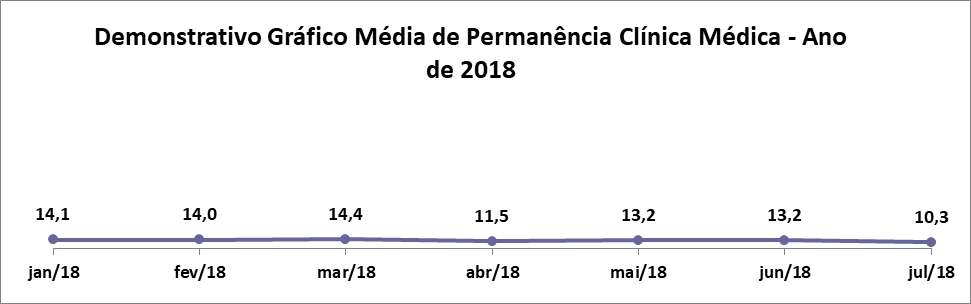 Demonstrativo Gráfico Média de Permanência Clínica Médica - Ano
de 2018
14,1 14,0 14,4 11,5 13,2 13,2 10,3
jan/18 fev/18 mar/18 abr/18 mai/18 jun/18 jul/18